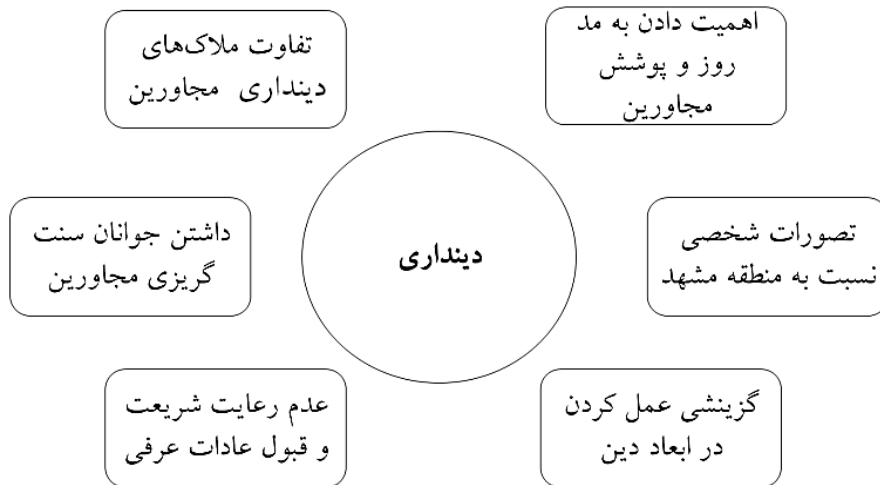 اهمیت دادن به مد
روز و پوشش
مجاورین
تفاوت ملاک‌های
دینداری مجاورین
تصورات شخصی
نسبت به منطقه مشهد
دینداری
داشتن جوانان سنت
گریزی مجاورین
گزینشی عمل کردن
در ابعاد دین
عدم رعایت شریعت
و قبول عادات عرفی